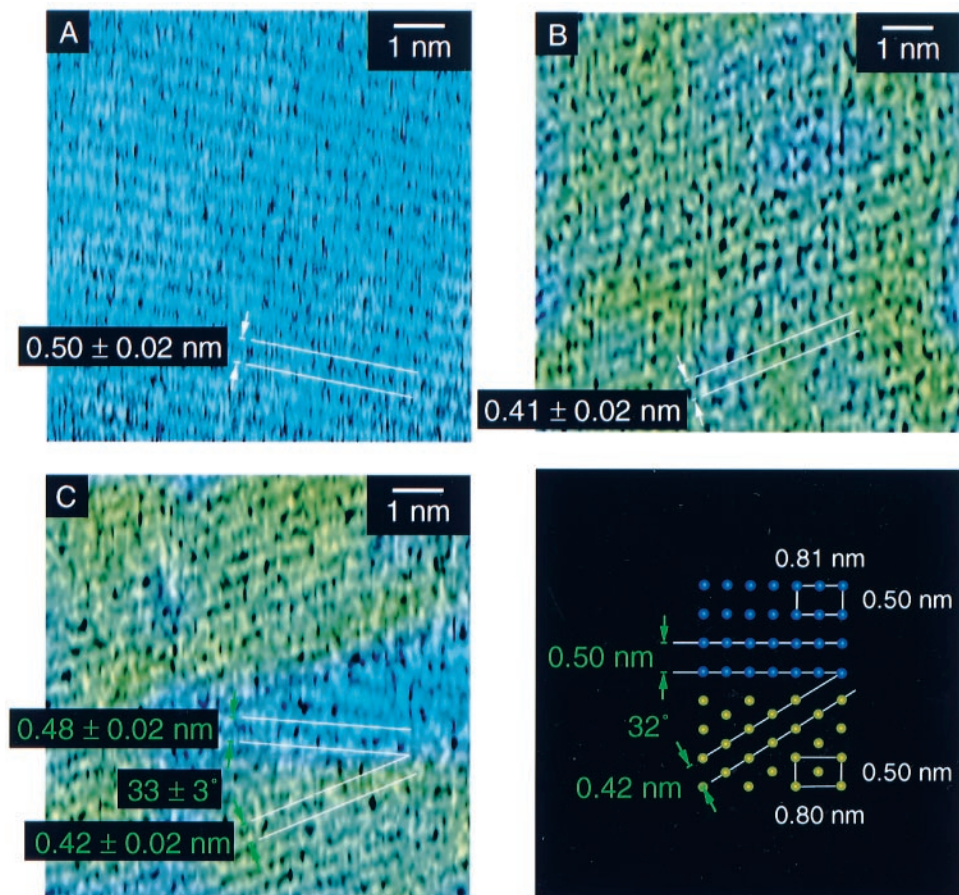 A
1 nm
0.50 ± 0.02 nm
B
1 nm
0.41 ± 0.02 nm
C
1 nm
0.48 ± 0.02 nm
33 ± 3°
0.42 ± 0.02 nm
0.81 nm
0.50 nm
0.50 nm
32°
0.42 nm
0.50 nm
0.80 nm